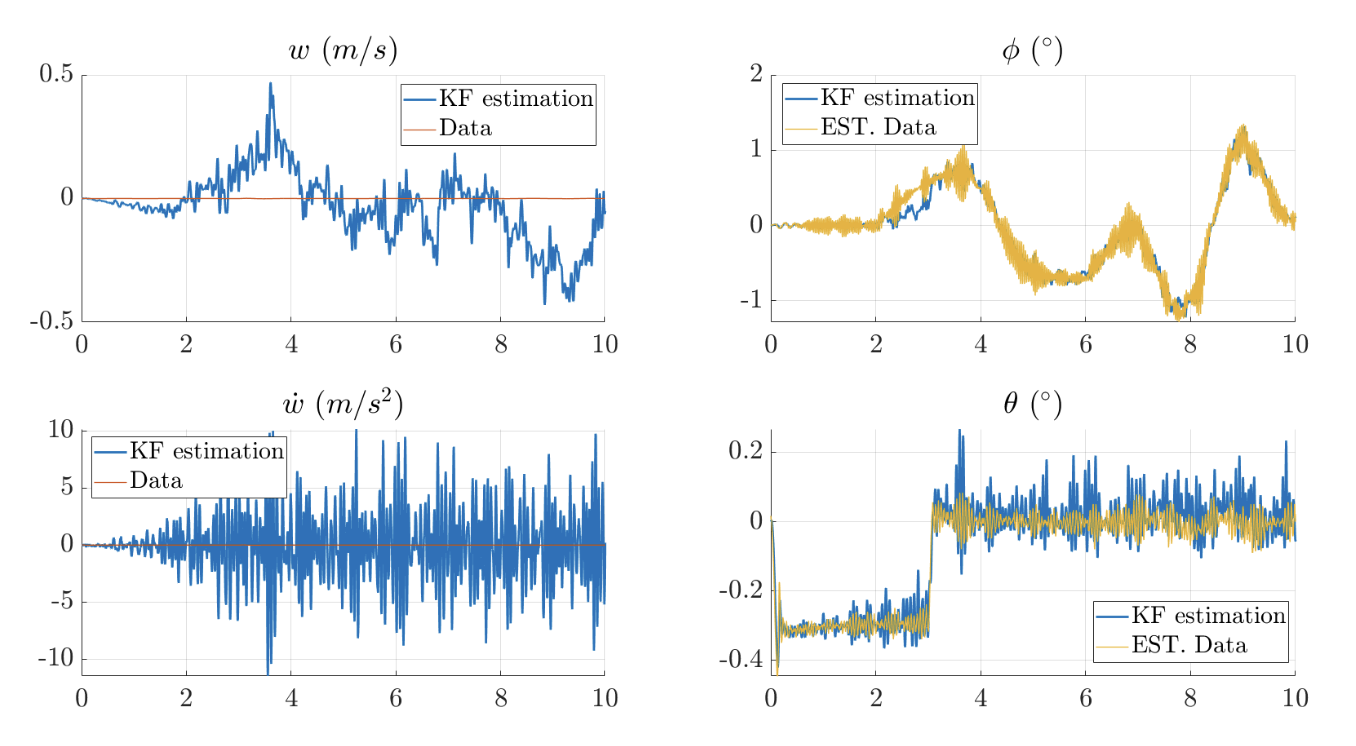 w (m/s)
0.5
0
-0.5
KF estimation
Data
0 2 4 6 8 10
ϕ (°)
2
1
0
-1
KF estimation
EST. Data
0 2 4 6 8 10
ẇ (m/s²)
10
5
0
-5
-10
KF estimation
Data
0 2 4 6 8 10
θ (°)
0.2
0
-0.2
-0.4
KF estimation
EST. Data
0 2 4 6 8 10